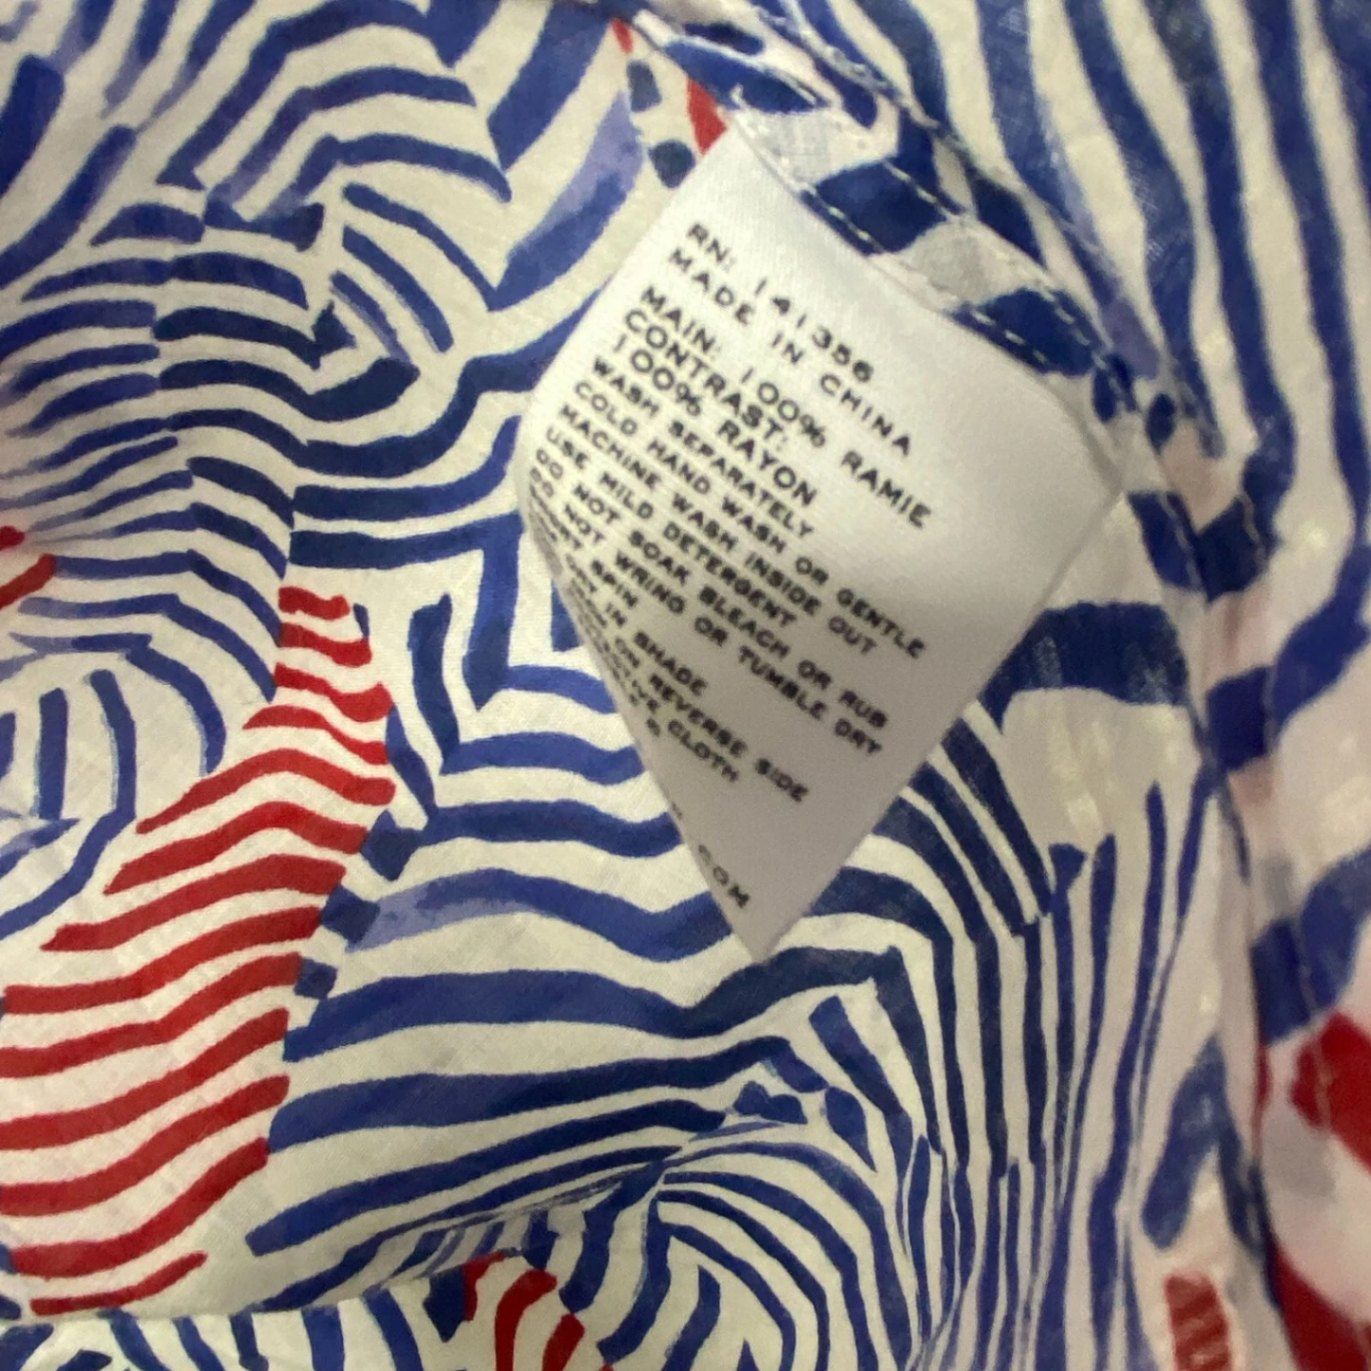 RN: 141356
MADE IN CHINA
MAIN: 100% RAMIE
CONTRAST:
100% RAYON
WASH SEPARATELY
COLD HAND WASH OR GENTLE
MACHINE WASH INSIDE OUT
USE MILD DETERGENT
DO NOT SOAK BLEACH OR RUB
DO NOT WRING OR TUMBLE DRY
SPIN
IN SHADE
ON REVERSE SIDE
CLOTH
.COM